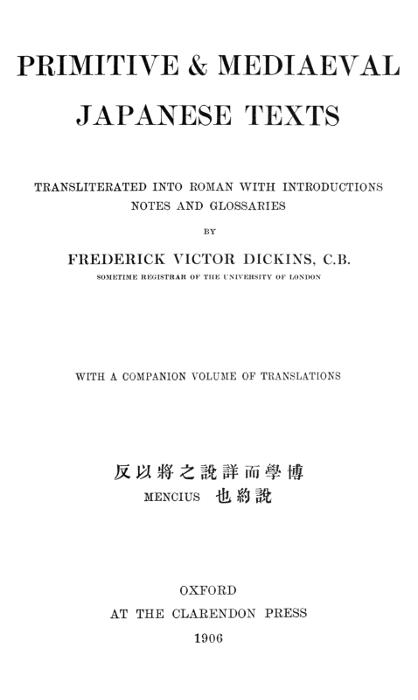 PRIMITIVE & MEDIAEVAL
JAPANESE TEXTS
TRANSLITERATED INTO ROMAN WITH INTRODUCTIONS
NOTES AND GLOSSARIES
BY
FREDERICK VICTOR DICKINS, C.B.
SOMETIME REGISTRAR OF THE UNIVERSITY OF LONDON
WITH A COMPANION VOLUME OF TRANSLATIONS
博學而詳說之將以反
說約也 MENCIUS
OXFORD
AT THE CLARENDON PRESS
1906